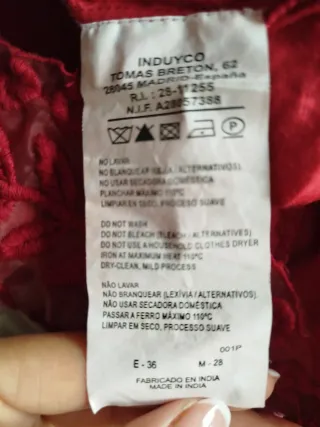 INDUYCO
TOMAS BRETON, 62
28045 MADRID-España
R.I.: 28-11255
N.I.F. A28057388
P
NO LAVAR
NO BLANQUEAR (ALTERNATIVOS)
NO USAR SECADORA DOMÉSTICA
PLANCHAR MÁXIMO 110ºC
LIMPIAR EN SECO, PROCESO SUAVE
DO NOT WASH
DO NOT BLEACH (BLEACH / ALTERNATIVES)
DO NOT USE A HOUSEHOLD CLOTHES DRYER
IRON AT MAXIMUM HEAT 110ºC
DRY-CLEAN, MILD PROCESS
NÃO LAVAR
NÃO BRANQUEAR (LEXÍVIA / ALTERNATIVOS)
NÃO USAR SECADORA DOMÉSTICA
PASSAR A FERRO MÁXIMO 110ºC
LIMPAR EM SECO, PROCESSO SUAVE
001P
E - 36 M - 28
FABRICADO EN INDIA
MADE IN INDIA